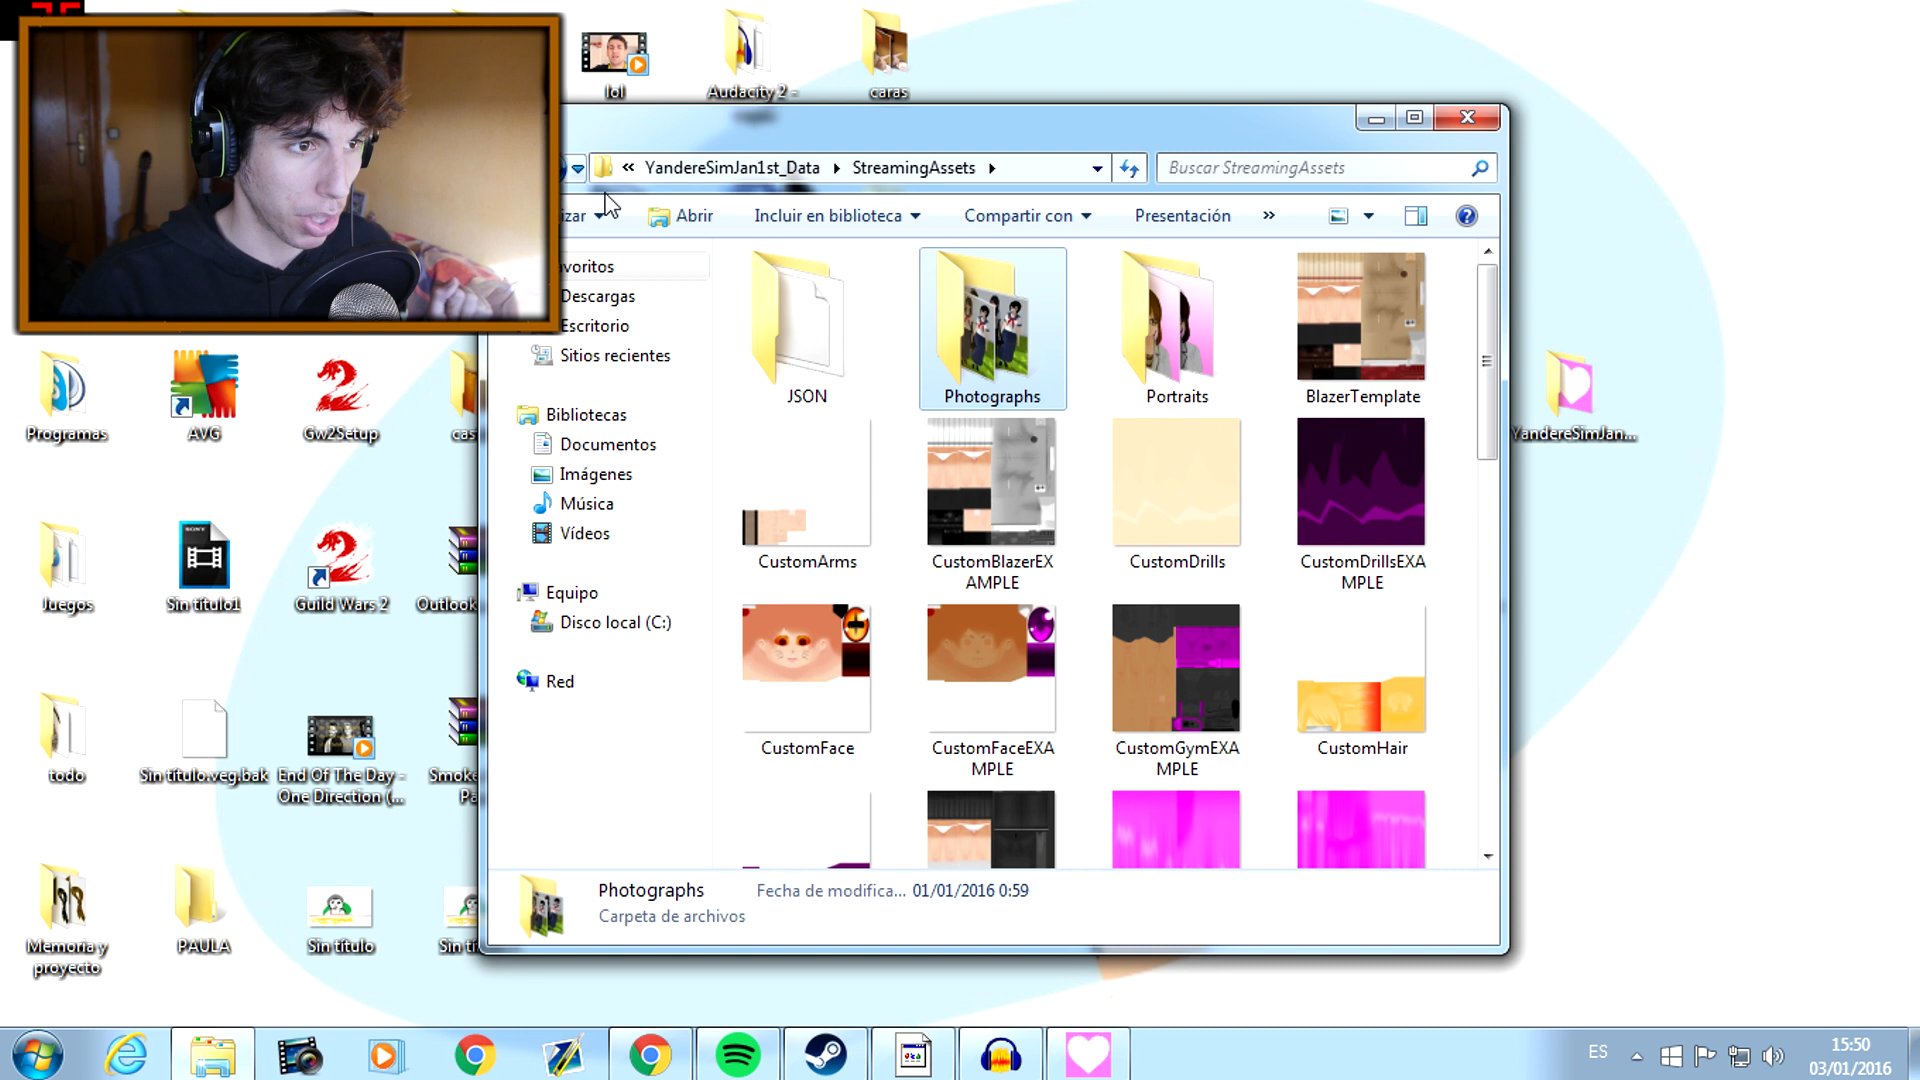 lol
Audacity 2 -
caras
YandereSimJan1st_Data
StreamingAssets
Buscar StreamingAssets
izar
Abrir
Incluir en biblioteca
Compartir con
Presentación
»
avoritos
Descargas
Escritorio
Sitios recientes
Bibliotecas
Documentos
Imágenes
Música
Vídeos
Equipo
Disco local (C:)
Red
JSON
Photographs
Portraits
BlazerTemplate
CustomArms
CustomBlazerEX
AMPLE
CustomDrills
CustomDrillsEXA
MPLE
CustomFace
CustomFaceEXA
MPLE
CustomGymEXA
MPLE
CustomHair
Photographs
Fecha de modifica... 01/01/2016 0:59
Carpeta de archivos
Programas
AVG
Gw2Setup
cas
YandereSimJan...
Juegos
SONY
Sin título1
Guild Wars 2
Outlook
todo
Sin título.veg.bak
End Of The Day -
One Direction (...
Smoke
Pa
Memoria y
proyecto
PAULA
Sin título
Sin tí
ES
15:50
03/01/2016